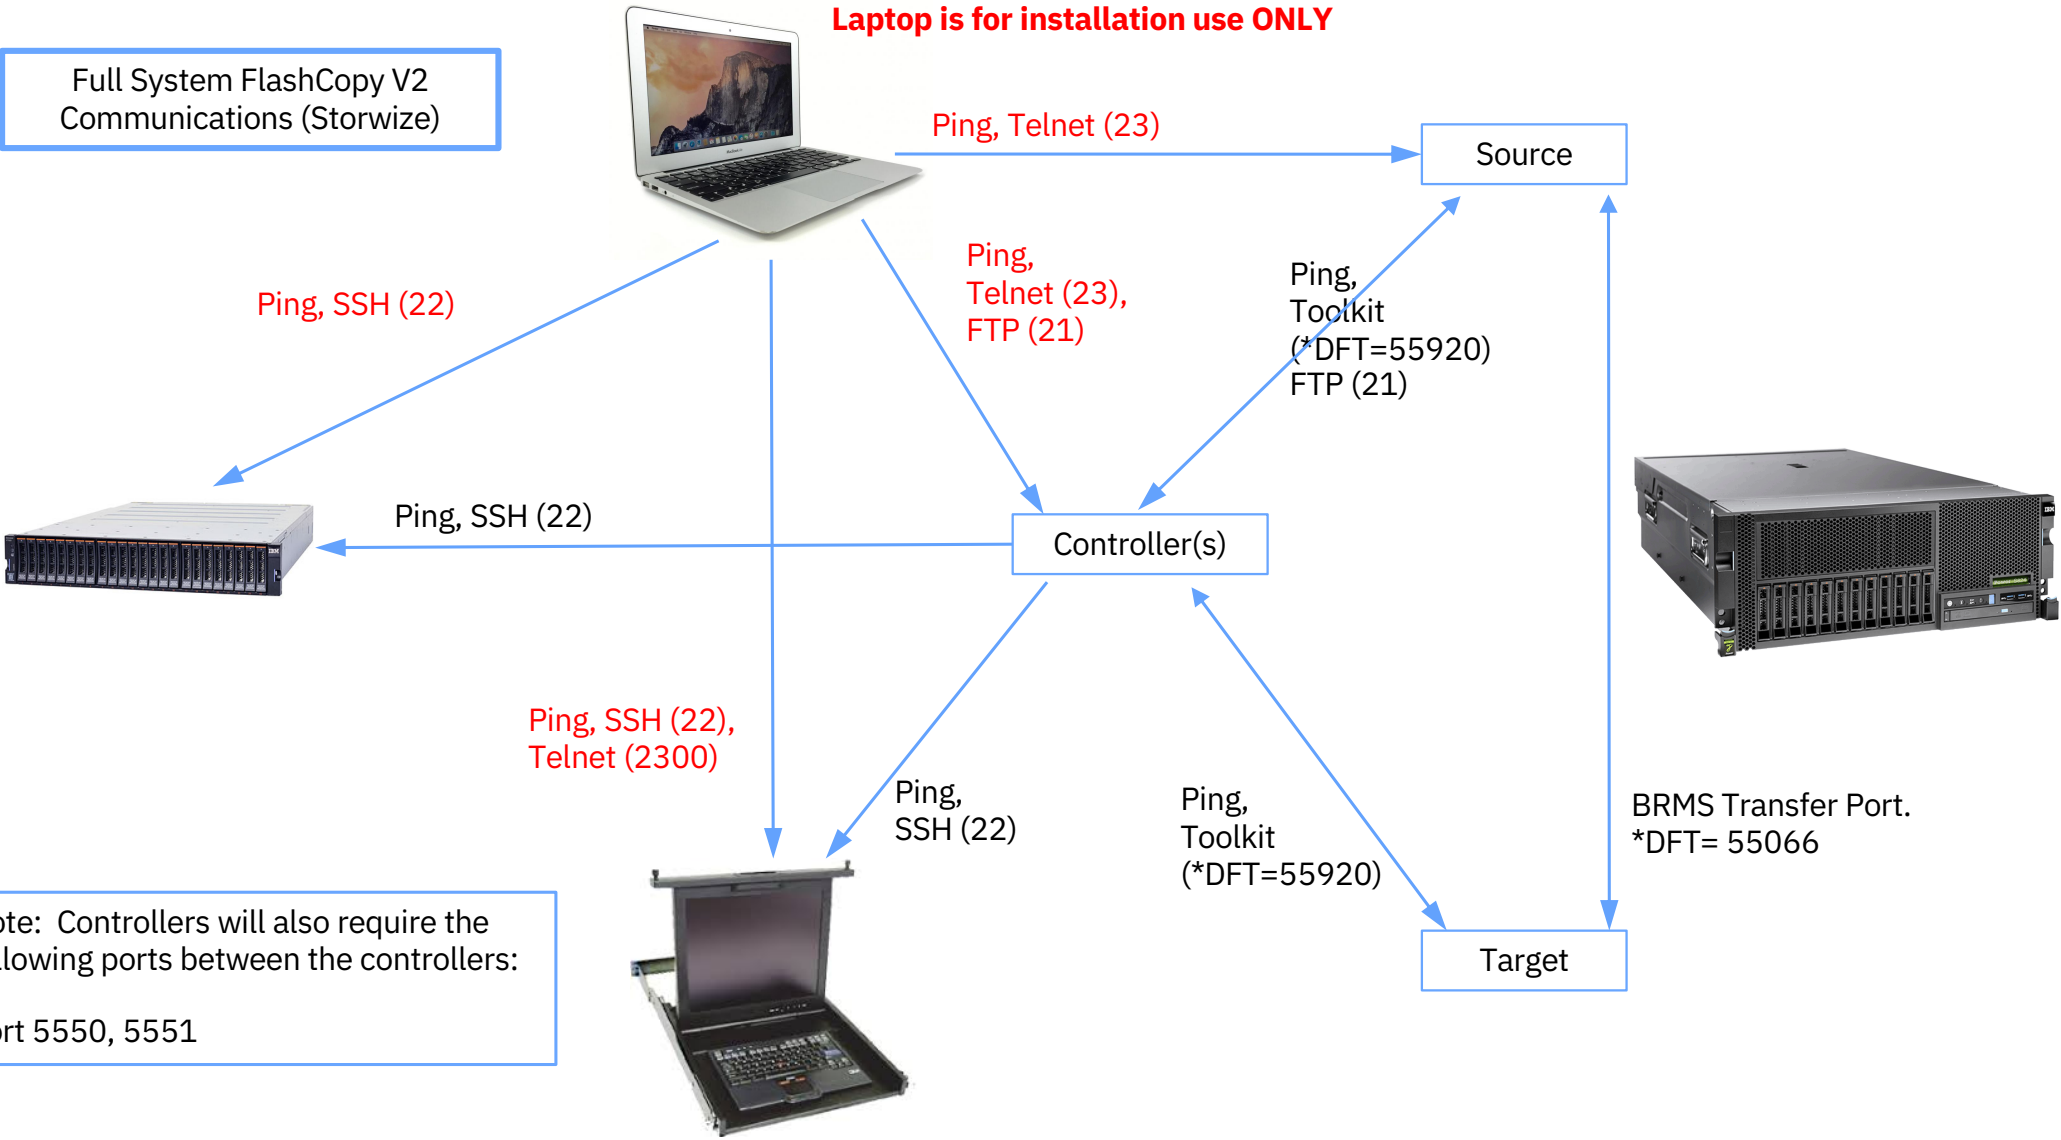 Laptop is for installation use ONLY
Full System FlashCopy V2
Communications (Storwize)
Ping, Telnet (23)
Source
Ping, SSH (22)
Ping,
Telnet (23),
FTP (21)
Ping,
Toolkit
(*DFT=55920)
FTP (21)
Ping, SSH (22)
Controller(s)
Ping, SSH (22),
Telnet (2300)
Ping,
SSH (22)
Ping,
Toolkit
(*DFT=55920)
BRMS Transfer Port.
*DFT= 55066
ote: Controllers will also require the
llowing ports between the controllers:
ort 5550, 5551
Target